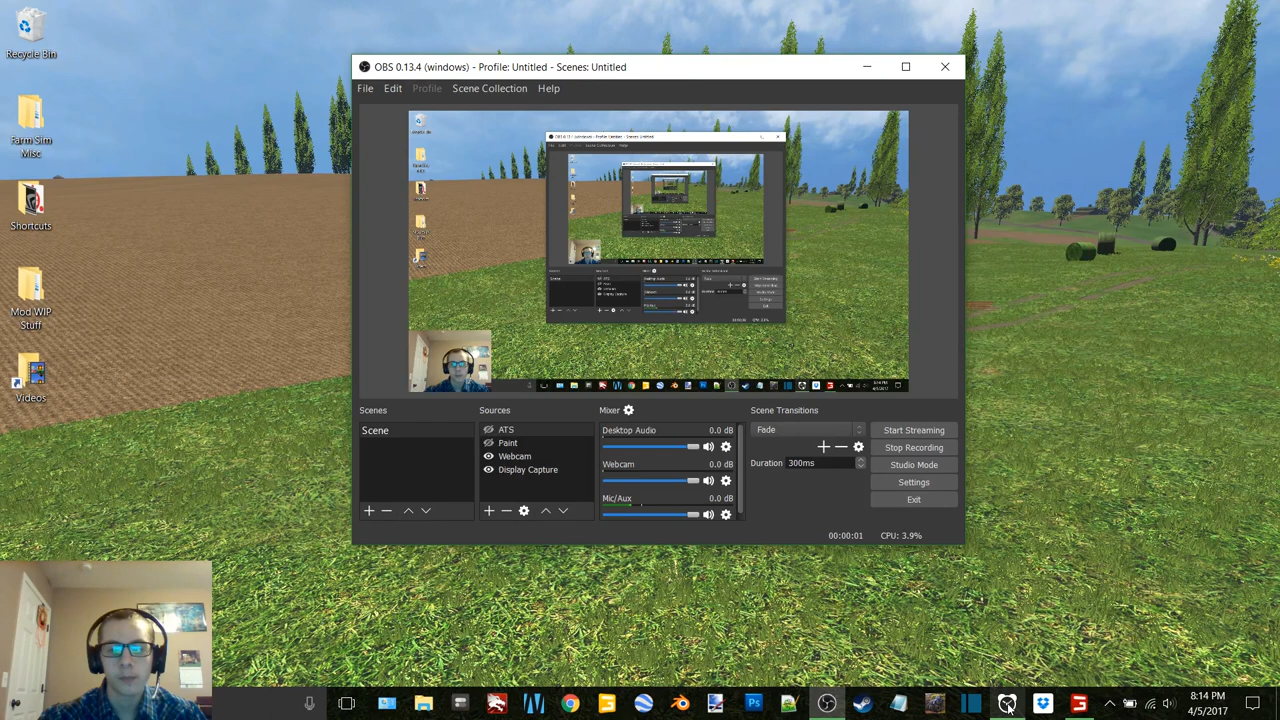 Recycle Bin
Farm Sim
Misc
Shortcuts
Mod WIP
Stuff
Videos
OBS 0.13.4 (windows) - Profile: Untitled - Scenes: Untitled
File Edit Profile Scene Collection Help
Scenes
Scene
Sources
ATS
Paint
Webcam
Display Capture
Mixer
Desktop Audio 0.0 dB
Webcam 0.0 dB
Mic/Aux 0.0 dB
Scene Transitions
Fade
Duration 300ms
Start Streaming
Stop Recording
Studio Mode
Settings
Exit
00:00:01 CPU: 3.9%
Ps
8:14 PM
4/5/2017